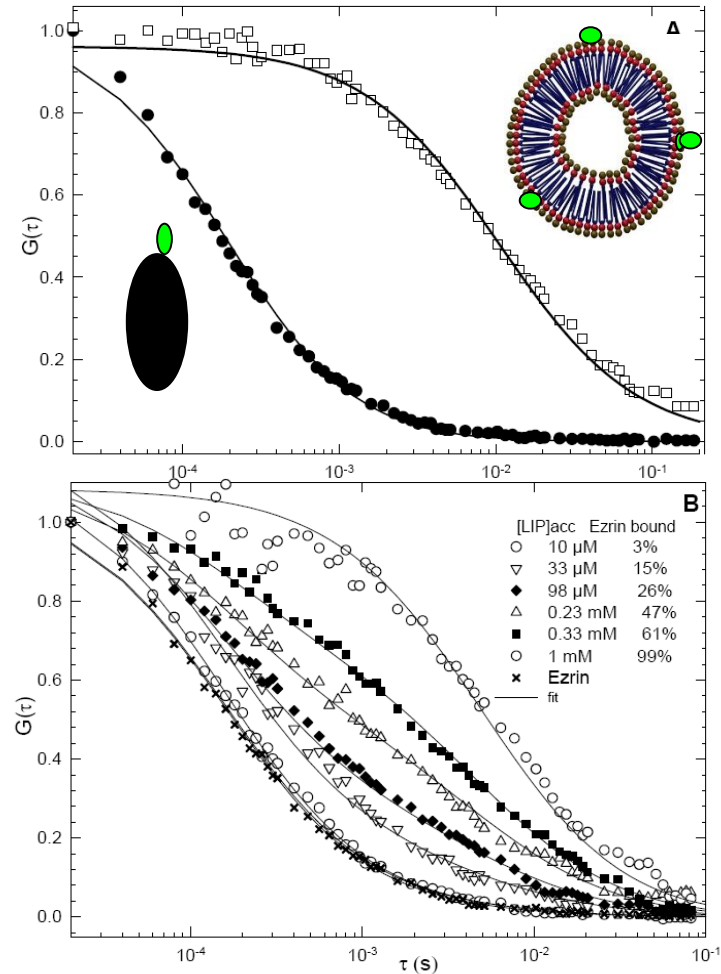 A
1.0
0.8
0.6
0.4
0.2
0.0
G(τ)
10-4
10-3
10-2
10-1
B
1.0
0.8
0.6
0.4
0.2
0.0
G(τ)
[LIP]acc Ezrin bound
10 µM 3%
33 µM 15%
98 µM 26%
0.23 mM 47%
0.33 mM 61%
1 mM 99%
Ezrin
fit
10-4
10-3
10-2
10-1
τ (s)